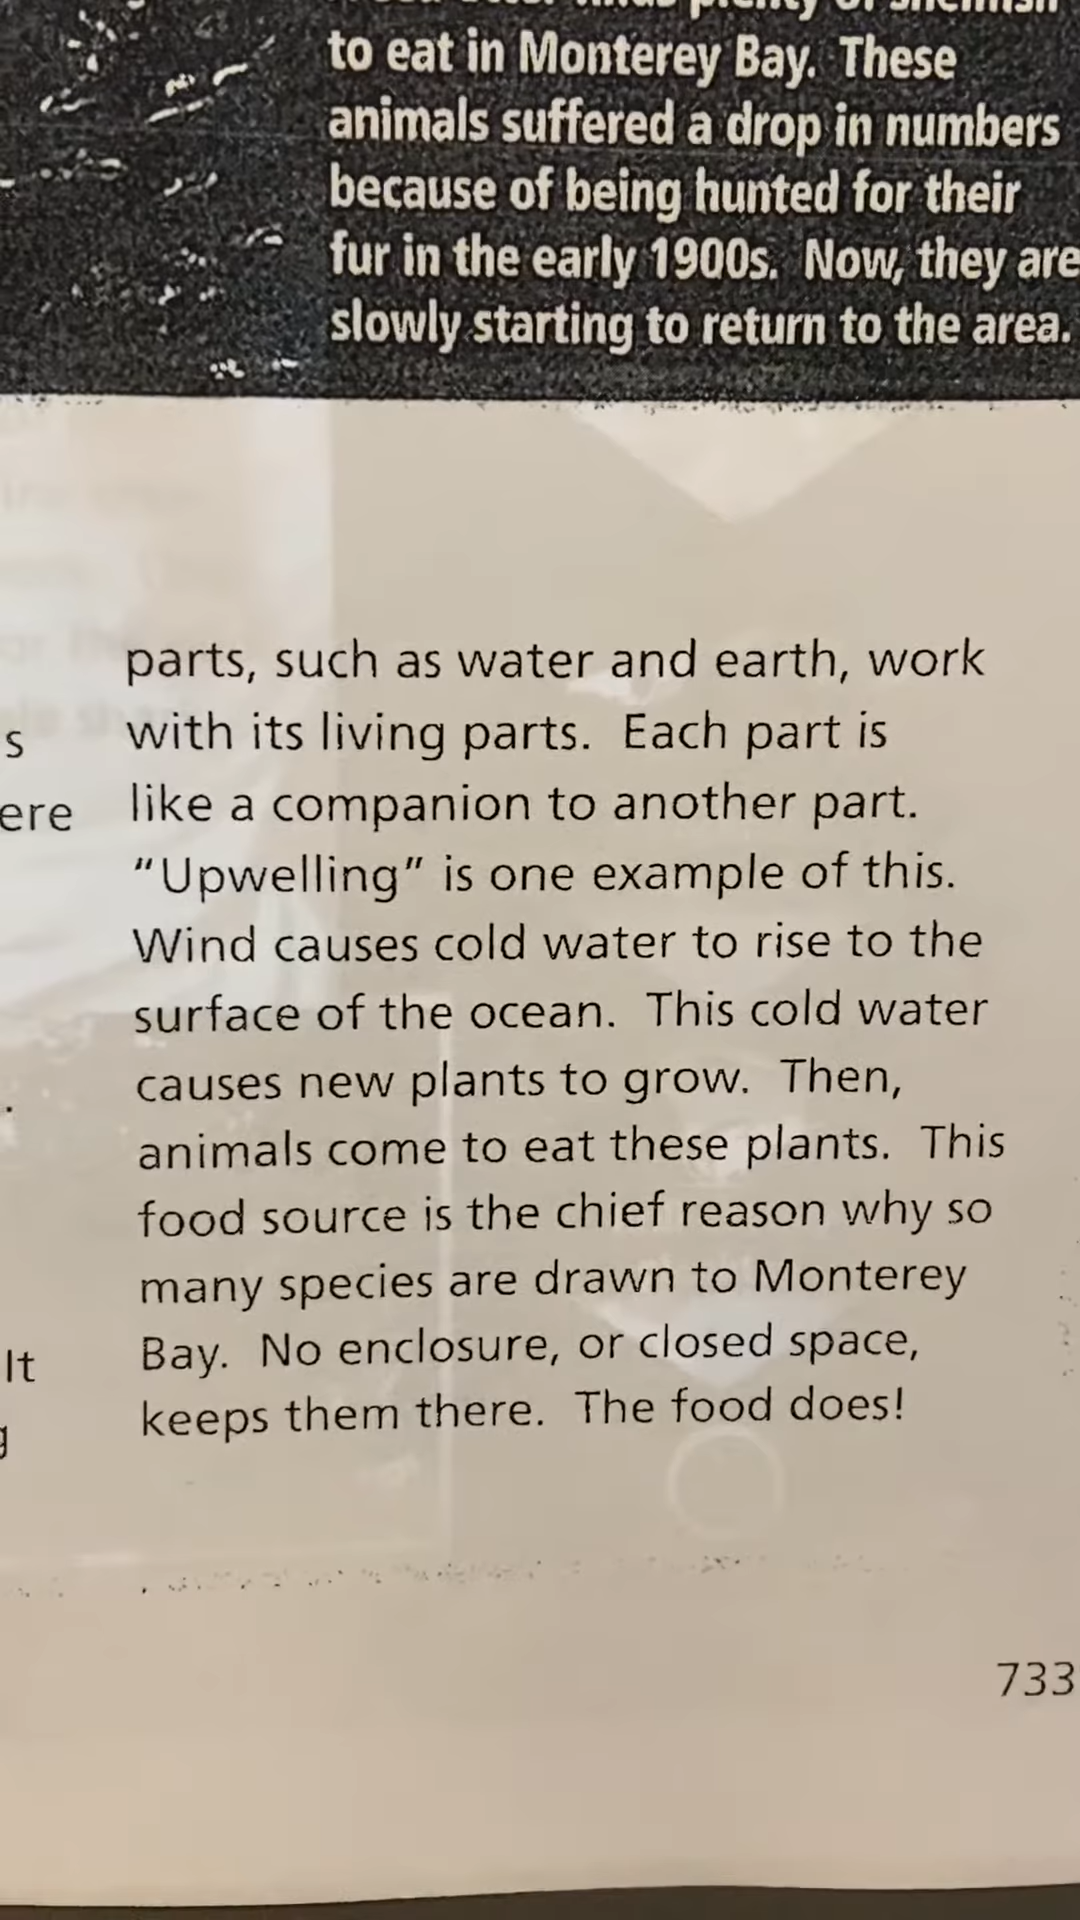 plenty of shellfish
to eat in Monterey Bay. These
animals suffered a drop in numbers
because of being hunted for their
fur in the early 1900s. Now, they are
slowly starting to return to the area.
s
ere
.
It
g
parts, such as water and earth, work
with its living parts. Each part is
like a companion to another part.
“Upwelling” is one example of this.
Wind causes cold water to rise to the
surface of the ocean. This cold water
causes new plants to grow. Then,
animals come to eat these plants. This
food source is the chief reason why so
many species are drawn to Monterey
Bay. No enclosure, or closed space,
keeps them there. The food does!
733